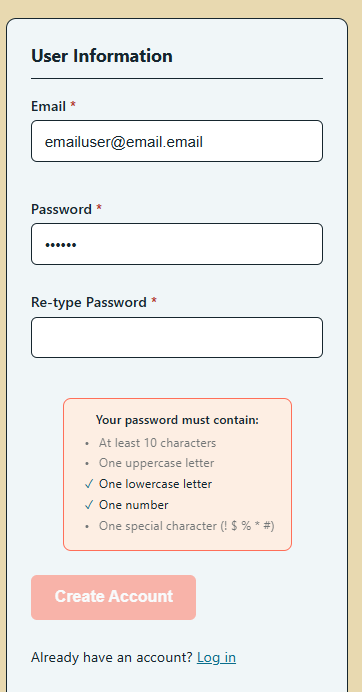 User Information
Email *
emailuser@email.email
Password *
••••••
Re-type Password *
Your password must contain:
• At least 10 characters
• One uppercase letter
✓ One lowercase letter
✓ One number
• One special character (! $ % * #)
Create Account
Already have an account? Log in